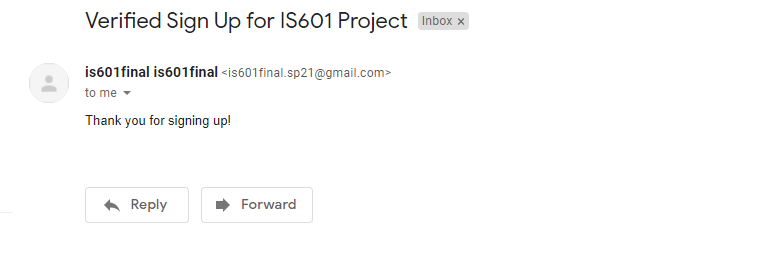 Verified Sign Up for IS601 Project Inbox ×
is601final is601final <is601final.sp21@gmail.com>
to me
Thank you for signing up!
Reply Forward